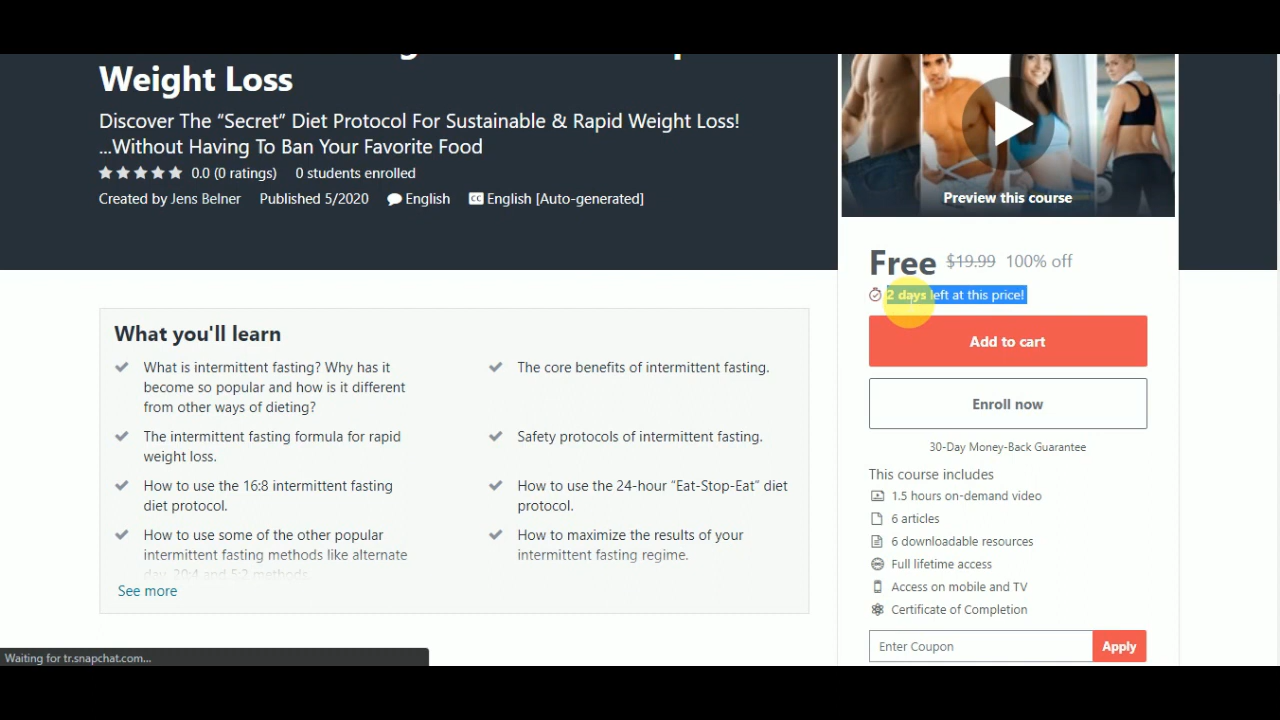 Weight Loss
Discover The “Secret” Diet Protocol For Sustainable & Rapid Weight Loss!
...Without Having To Ban Your Favorite Food
0.0 (0 ratings) 0 students enrolled
Created by Jens Belner Published 5/2020 English CC English [Auto-generated]
Preview this course
Free $19.99 100% off
2 days left at this price!
Add to cart
Enroll now
30-Day Money-Back Guarantee
This course includes
1.5 hours on-demand video
6 articles
6 downloadable resources
Full lifetime access
Access on mobile and TV
Certificate of Completion
Enter Coupon Apply
What you'll learn
What is intermittent fasting? Why has it
become so popular and how is it different
from other ways of dieting?
The core benefits of intermittent fasting.
The intermittent fasting formula for rapid
weight loss.
Safety protocols of intermittent fasting.
How to use the 16:8 intermittent fasting
diet protocol.
How to use the 24-hour “Eat-Stop-Eat” diet
protocol.
How to use some of the other popular
intermittent fasting methods like alternate
day, 20:4 and 5:2 methods.
How to maximize the results of your
intermittent fasting regime.
See more
Waiting for tr.snapchat.com...